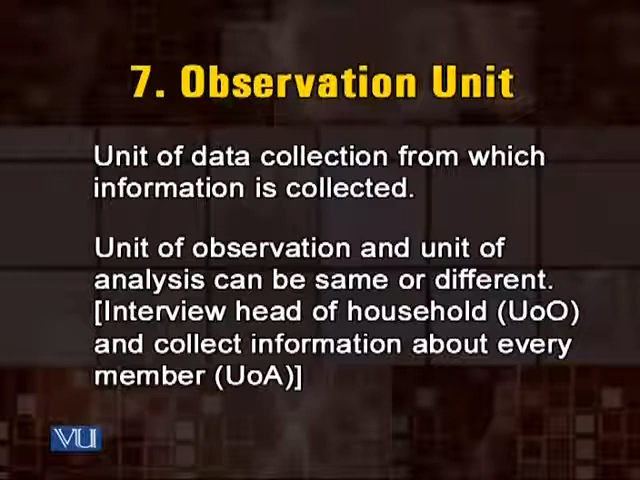 7. Observation Unit
Unit of data collection from which
information is collected.
Unit of observation and unit of
analysis can be same or different.
[Interview head of household (UoO)
and collect information about every
member (UoA)]
VU